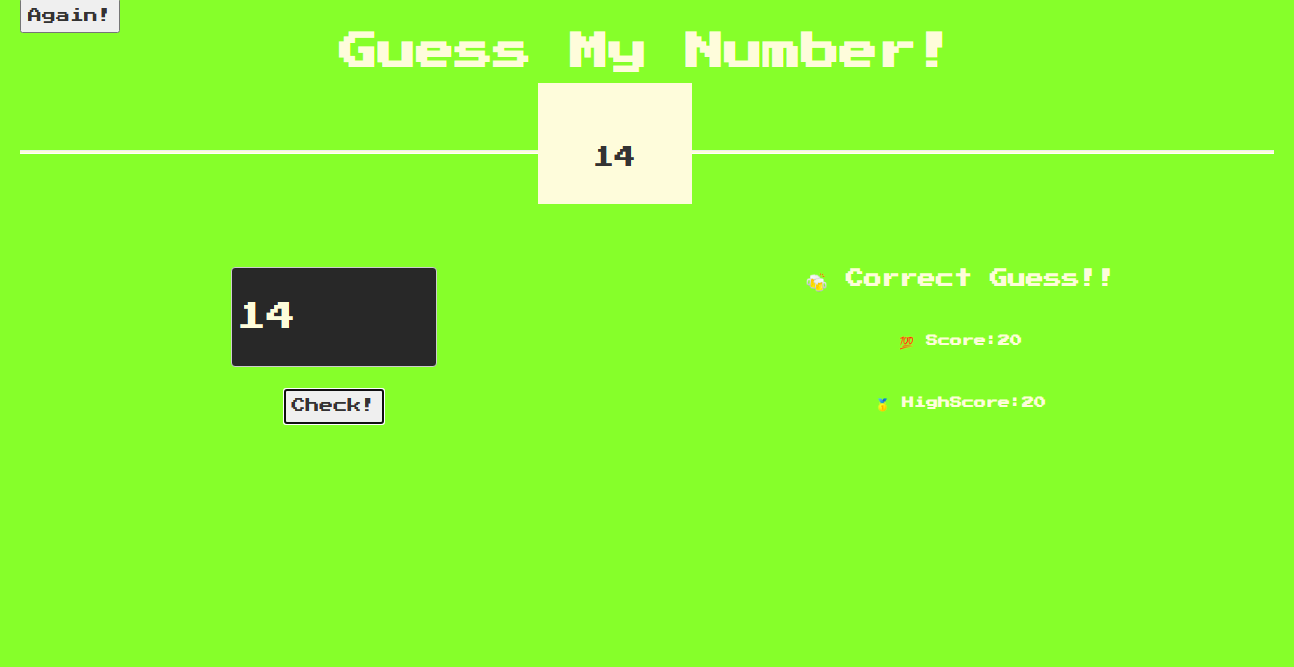 Again!
Guess My Number!
14
14
Check!
Correct Guess!!
💯 Score:20
🥇 HighScore:20